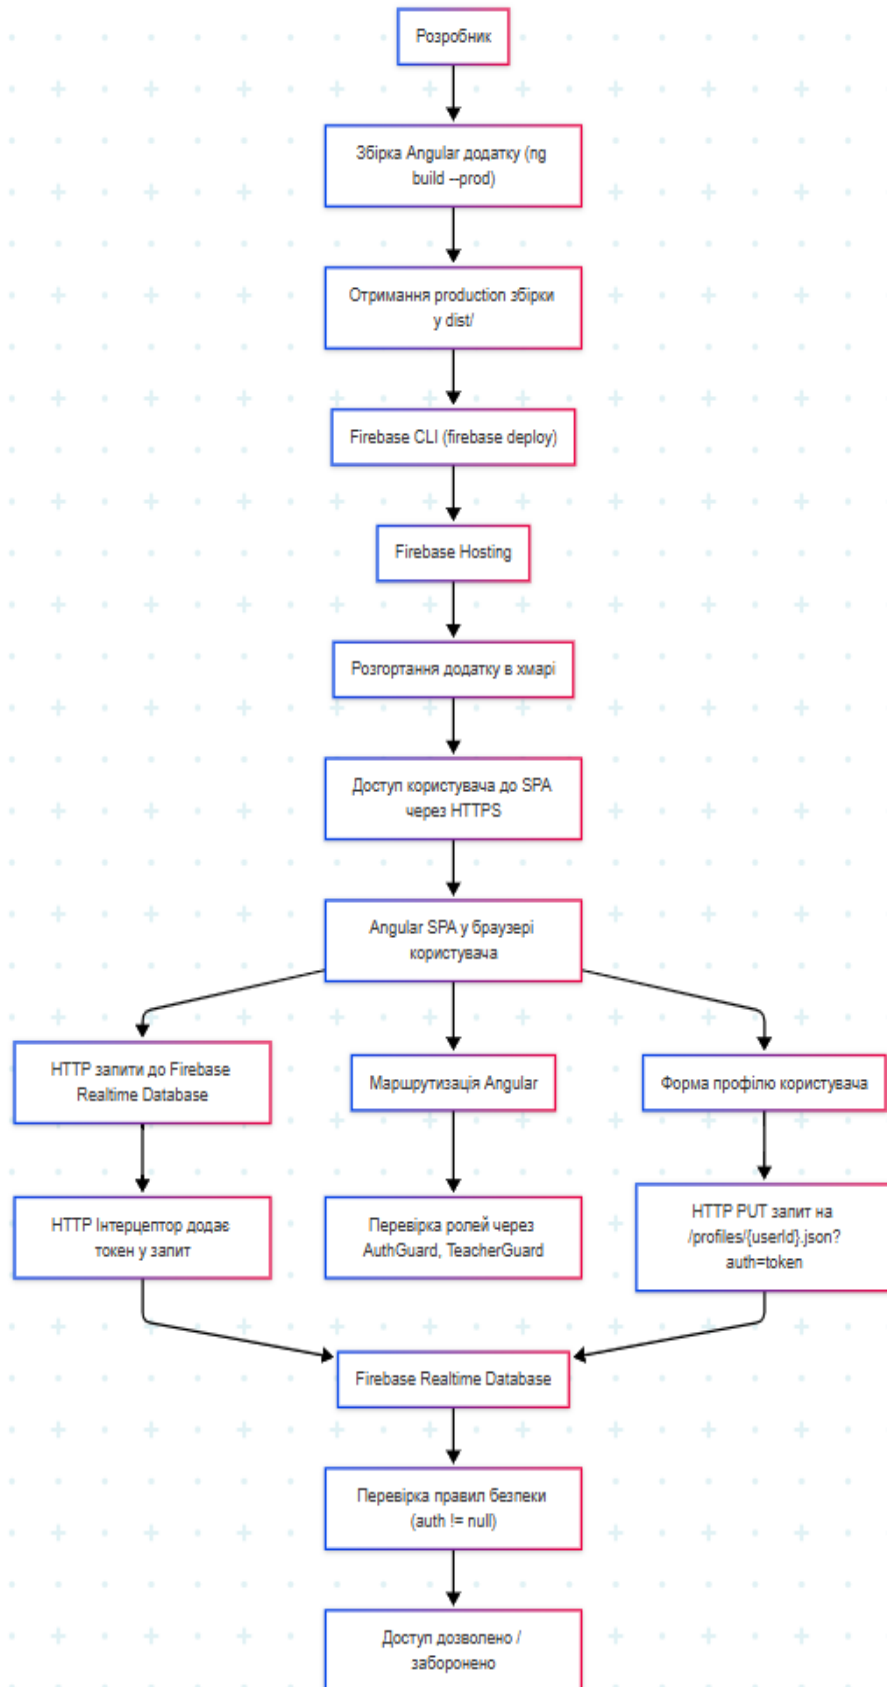 Розробник
Збірка Angular додатку (ng
build --prod)
Отримання production збірки
у dist/
Firebase CLI (firebase deploy)
Firebase Hosting
Розгортання додатку в хмарі
Доступ користувача до SPA
через HTTPS
Angular SPA у браузері
користувача
HTTP запити до Firebase
Realtime Database
Маршрутизація Angular
Форма профілю користувача
HTTP Інтерцептор додає
токен у запит
Перевірка ролей через
AuthGuard, TeacherGuard
HTTP PUT запит на
/profiles/{userId}.json?
auth=token
Firebase Realtime Database
Перевірка правил безпеки
(auth != null)
Доступ дозволено /
заборонено